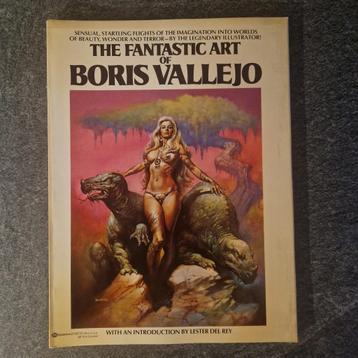 SENSUAL, STARTLING FLIGHTS OF THE IMAGINATION INTO WORLDS
OF BEAUTY, WONDER AND TERROR—BY THE LEGENDARY ILLUSTRATOR!
THE FANTASTIC ART
OF
BORIS VALLEJO
WITH AN INTRODUCTION BY LESTER DEL REY